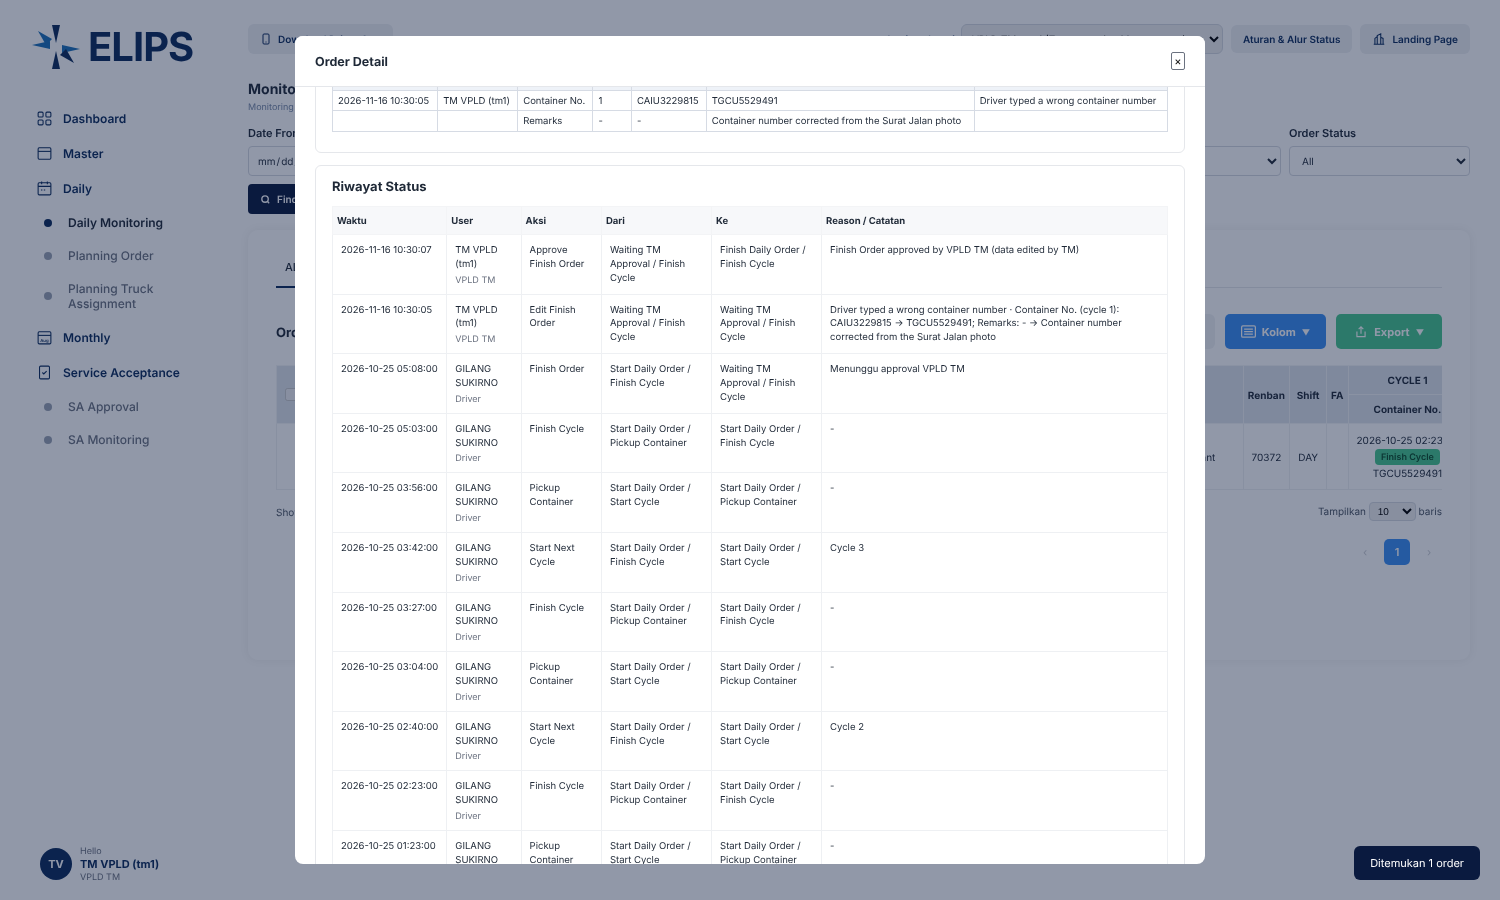 ELIPS
Aturan & Alur Status
Landing Page
Dashboard
Master
Daily
Daily Monitoring
Planning Order
Planning Truck
Assignment
Monthly
Service Acceptance
SA Approval
SA Monitoring
Hello
TV
TM VPLD (tm1)
VPLD TM
Date From
mm/dd
Order Detail
×
2026-11-16 10:30:05 TM VPLD (tm1) Container No. 1 CAIU3229815 TGCU5529491 Driver typed a wrong container number
Remarks - - Container number corrected from the Surat Jalan photo
Riwayat Status
Waktu User Aksi Dari Ke Reason / Catatan
2026-11-16 10:30:07 TM VPLD Approve Waiting TM Finish Daily Order / Finish Order approved by VPLD TM (data edited by TM)
(tm1) Finish Order Approval / Finish Finish Cycle
VPLD TM Cycle
2026-11-16 10:30:05 TM VPLD Edit Finish Waiting TM Waiting TM Driver typed a wrong container number · Container No. (cycle 1):
(tm1) Order Approval / Finish Approval / Finish CAIU3229815 → TGCU5529491; Remarks: - → Container number
VPLD TM Cycle Cycle corrected from the Surat Jalan photo
2026-10-25 05:08:00 GILANG Finish Order Start Daily Order / Waiting TM Menunggu approval VPLD TM
SUKIRNO Finish Cycle Approval / Finish
Driver Cycle
2026-10-25 05:03:00 GILANG Finish Cycle Start Daily Order / Start Daily Order / -
SUKIRNO Pickup Container Finish Cycle
Driver
2026-10-25 03:56:00 GILANG Pickup Start Daily Order / Start Daily Order / -
SUKIRNO Container Start Cycle Pickup Container
Driver
2026-10-25 03:42:00 GILANG Start Next Start Daily Order / Start Daily Order / Cycle 3
SUKIRNO Cycle Finish Cycle Start Cycle
Driver
2026-10-25 03:27:00 GILANG Finish Cycle Start Daily Order / Start Daily Order / -
SUKIRNO Pickup Container Finish Cycle
Driver
2026-10-25 03:04:00 GILANG Pickup Start Daily Order / Start Daily Order / -
SUKIRNO Container Start Cycle Pickup Container
Driver
2026-10-25 02:40:00 GILANG Start Next Start Daily Order / Start Daily Order / Cycle 2
SUKIRNO Cycle Finish Cycle Start Cycle
Driver
2026-10-25 02:23:00 GILANG Finish Cycle Start Daily Order / Start Daily Order / -
SUKIRNO Pickup Container Finish Cycle
Driver
2026-10-25 01:23:00 GILANG Pickup Start Daily Order / Start Daily Order / -
SUKIRNO Container Start Cycle Pickup Container
Order Status
All
Kolom ▼
Export ▼
CYCLE 1
Renban Shift FA Container No.
2026-10-25 02:23
70372 DAY Finish Cycle
TGCU5529491
Tampilkan 10 baris
‹ 1 ›
Ditemukan 1 order